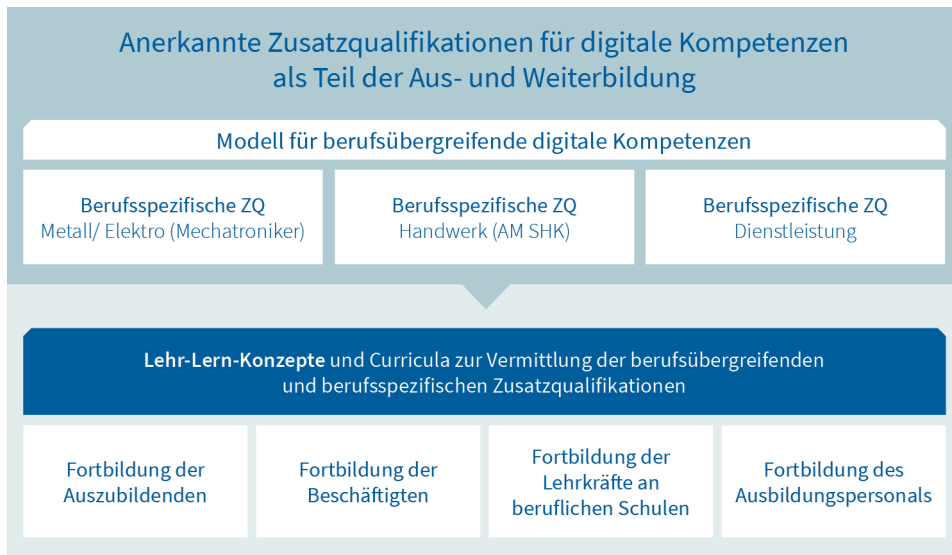 Anerkannte Zusatzqualifikationen für digitale Kompetenzen
als Teil der Aus- und Weiterbildung
Modell für berufsübergreifende digitale Kompetenzen
Berufsspezifische ZQ
Metall/ Elektro (Mechatroniker)
Berufsspezifische ZQ
Handwerk (AM SHK)
Berufsspezifische ZQ
Dienstleistung
Lehr-Lern-Konzepte und Curricula zur Vermittlung der berufsübergreifenden
und berufsspezifischen Zusatzqualifikationen
Fortbildung der
Auszubildenden
Fortbildung der
Beschäftigten
Fortbildung der
Lehrkräfte an
beruflichen Schulen
Fortbildung des
Ausbildungspersonals